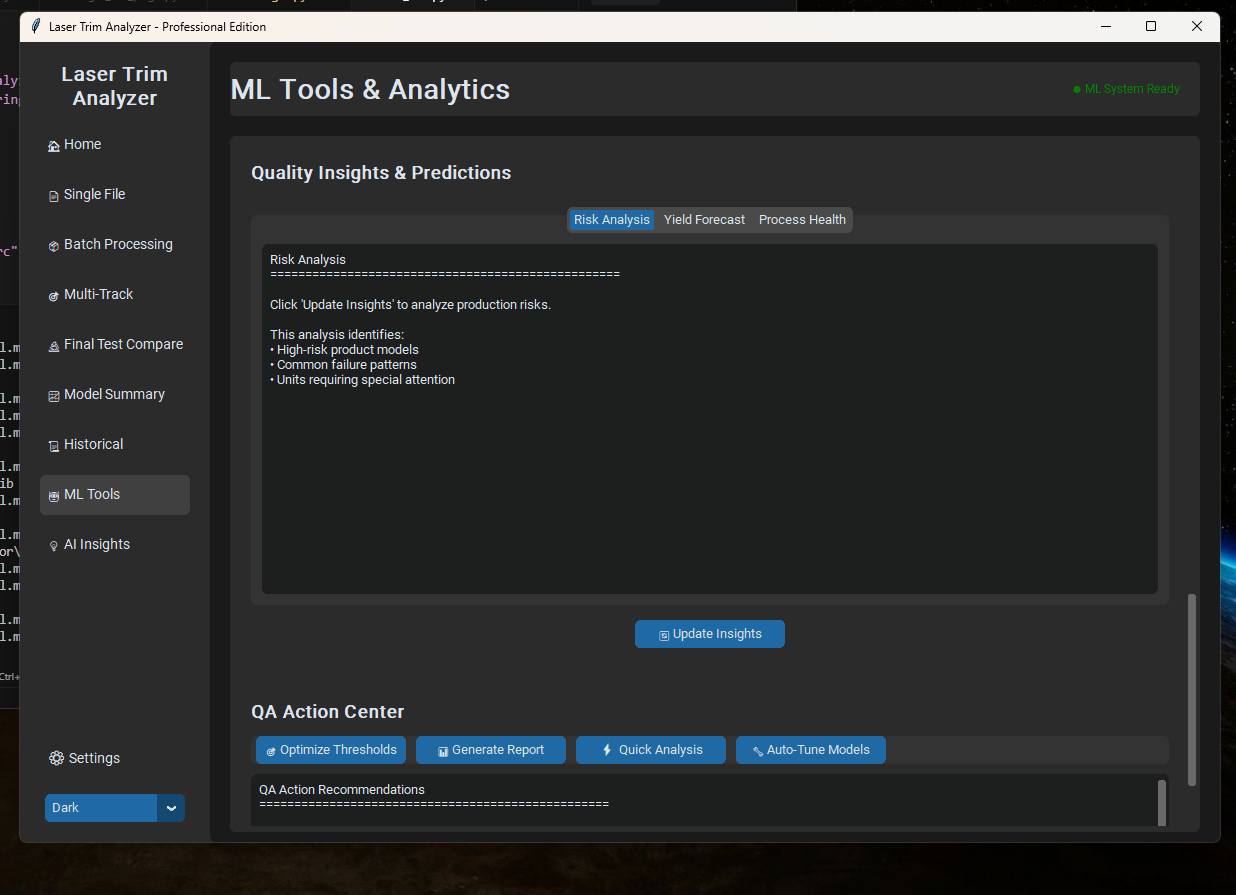 Laser Trim Analyzer - Professional Edition
Laser Trim
Analyzer
Home
Single File
Batch Processing
Multi-Track
Final Test Compare
Model Summary
Historical
ML Tools
AI Insights
Settings
Dark
ML Tools & Analytics
● ML System Ready
Quality Insights & Predictions
Risk Analysis
Yield Forecast
Process Health
Risk Analysis
==================================================
Click 'Update Insights' to analyze production risks.
This analysis identifies:
• High-risk product models
• Common failure patterns
• Units requiring special attention
Update Insights
QA Action Center
Optimize Thresholds
Generate Report
Quick Analysis
Auto-Tune Models
QA Action Recommendations
==================================================